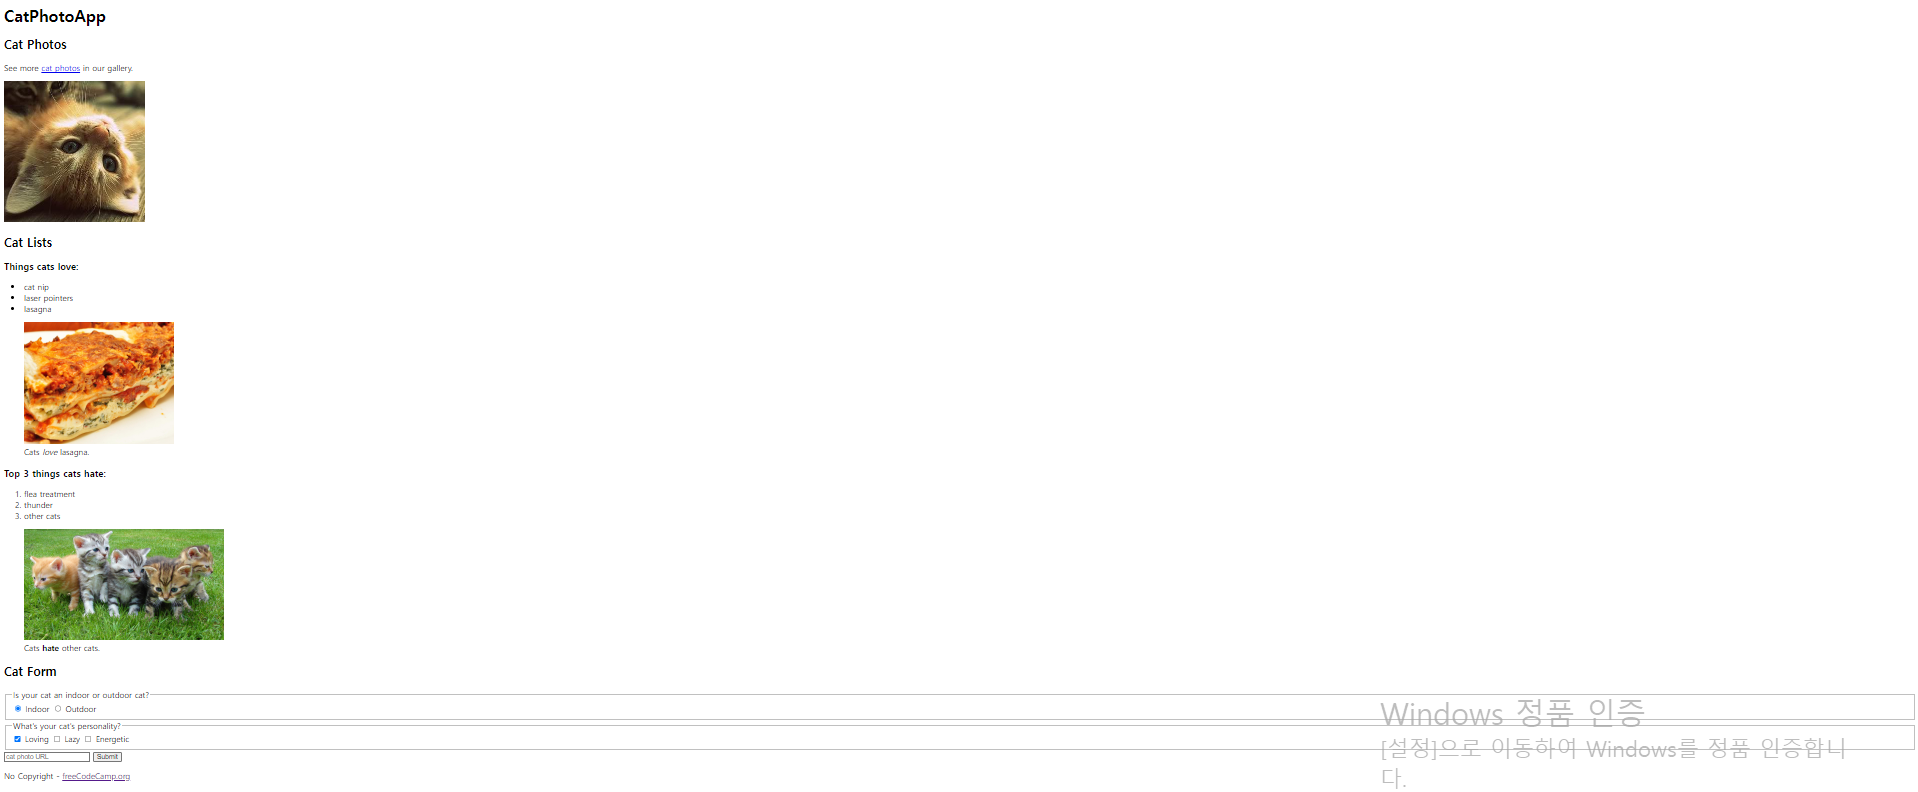 CatPhotoApp
Cat Photos
See more cat photos in our gallery.
Cat Lists
Things cats love:
cat nip
laser pointers
lasagna
Cats love lasagna.
Top 3 things cats hate:
1. flea treatment
2. thunder
3. other cats
Cats hate other cats.
Cat Form
Is your cat an indoor or outdoor cat?
Indoor Outdoor
What's your cat's personality?
Loving Lazy Energetic
cat photo URL Submit
No Copyright - freeCodeCamp.org
Windows 정품 인증
[설정]으로 이동하여 Windows를 정품 인증합니
다.